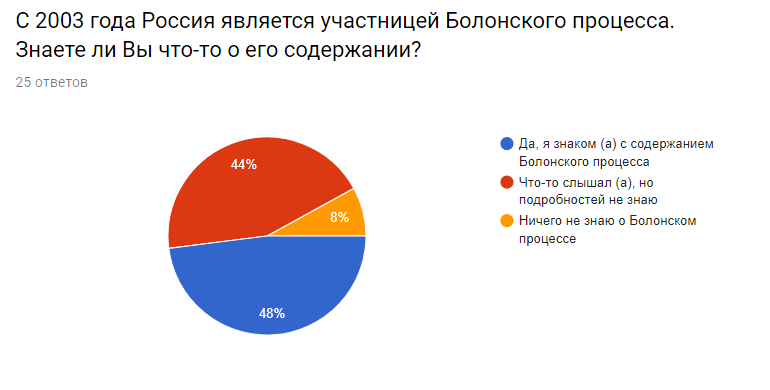 С 2003 года Россия является участницей Болонского процесса.
Знаете ли Вы что-то о его содержании?
25 ответов
44%
8%
48%
Да, я знаком (а) с содержанием
Болонского процесса
Что-то слышал (а), но
подробностей не знаю
Ничего не знаю о Болонском
процессе